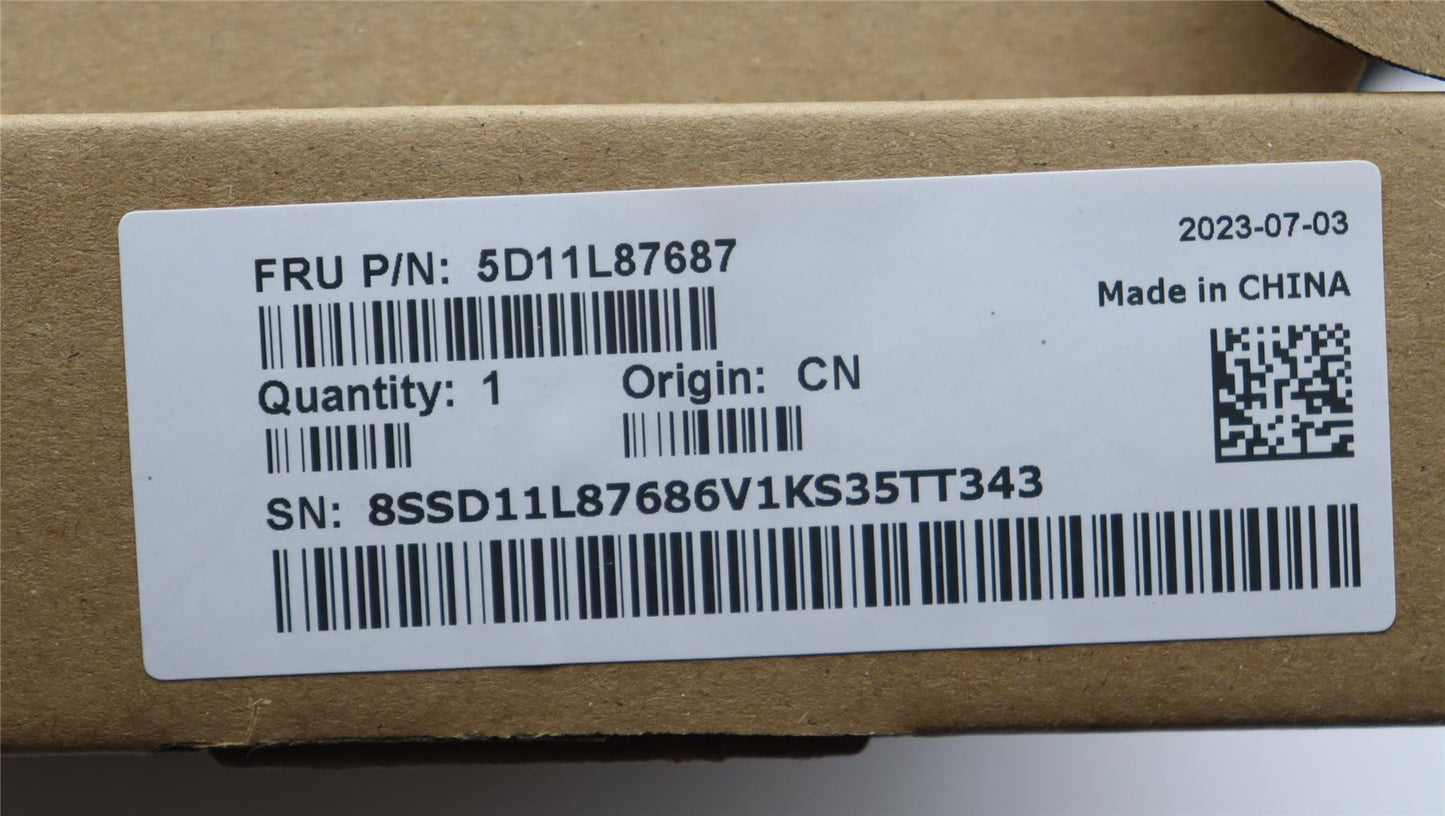 2023-07-03
FRU P/N: 5D11L87687
Made in CHINA
Quantity: 1 Origin: CN
SN: 8SSD11L87686V1KS35TT343